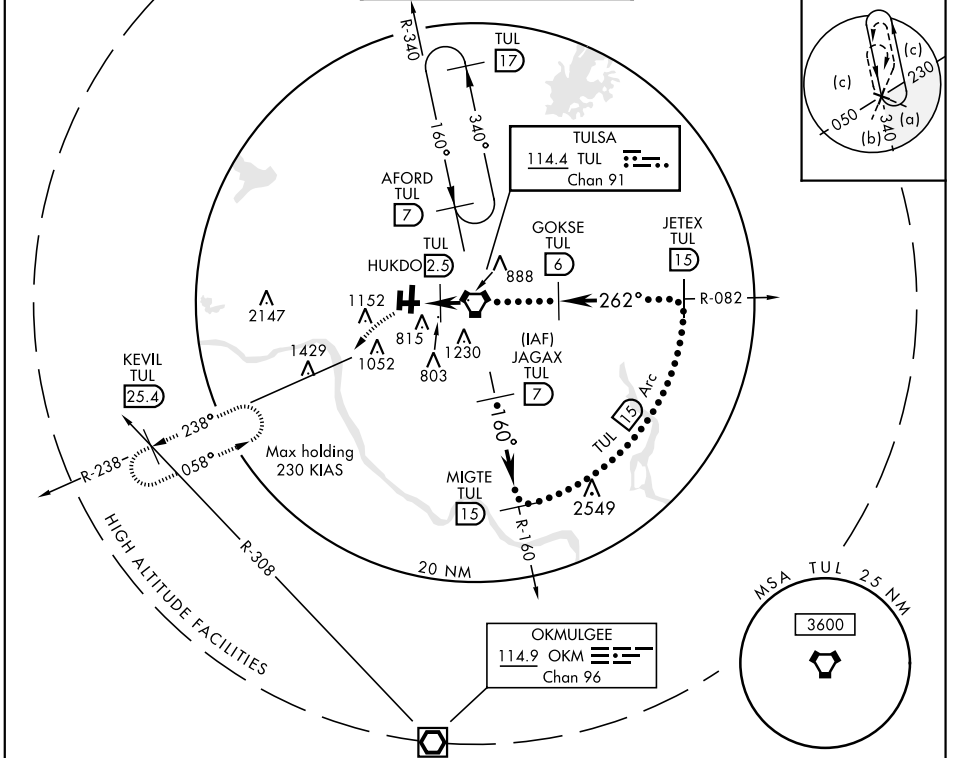 R-340
TUL
17
340°
160°
AFORD
TUL
7
TULSA
114.4 TUL
Chan 91
(c)
(c)
230
050
(a)
(b)
340
TUL
HUKDO 2.5
888
GOKSE
TUL
6
JETEX
TUL
15
262°
R-082
2147
1152
815
1052
803
1230
1429
(IAF)
JAGAX
TUL
7
160°
KEVIL
TUL
25.4
238°
058°
R-238
Max holding
230 KIAS
TUL 15 Arc
MIGTE
TUL
15
2549
R-160
20 NM
R-308
HIGH ALTITUDE FACILITIES
OKMULGEE
114.9 OKM
Chan 96
MSA TUL 25 NM
3600